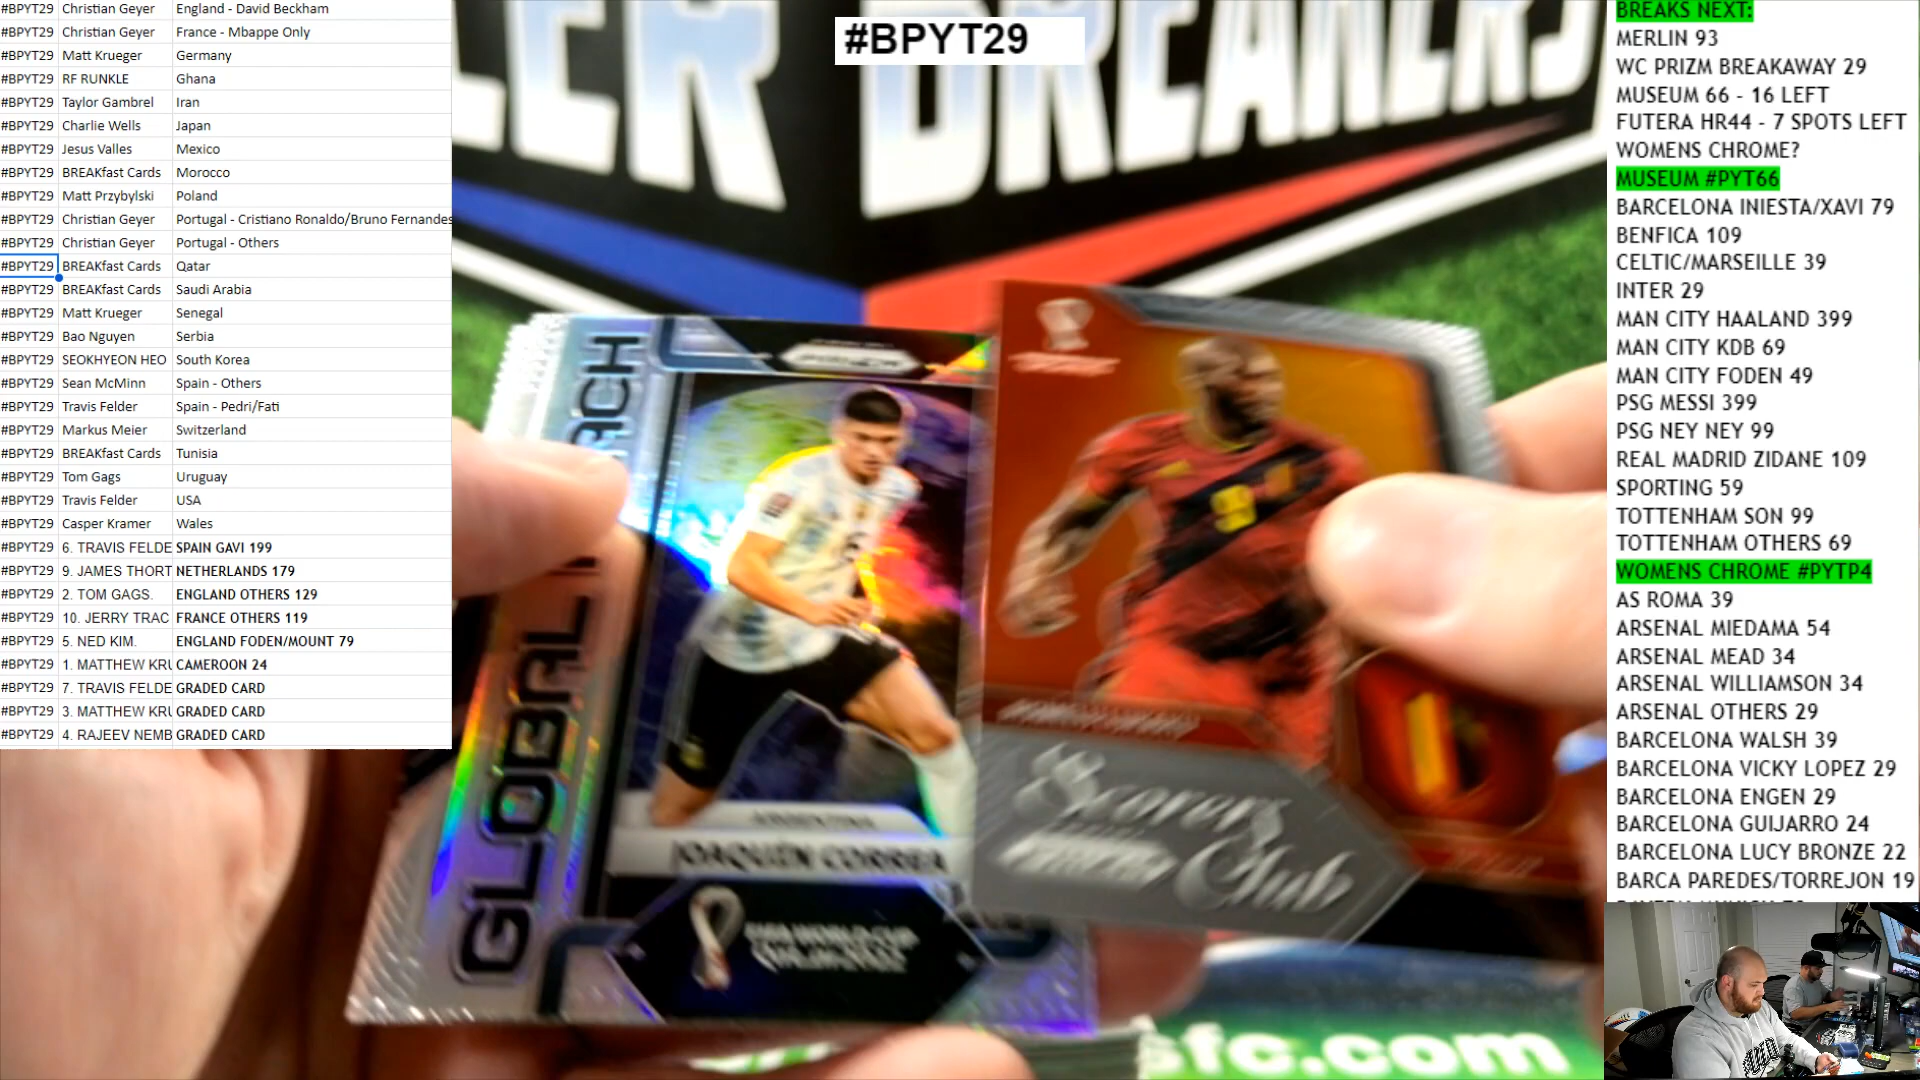 #BPYT29 Christian Geyer England - David Beckham
#BPYT29 Christian Geyer France - Mbappe Only
#BPYT29 Matt Krueger Germany
#BPYT29 RF RUNKLE Ghana
#BPYT29 Taylor Gambrel Iran
#BPYT29 Charlie Wells Japan
#BPYT29 Jesus Valles Mexico
#BPYT29 BREAKfast Cards Morocco
#BPYT29 Matt Przybylski Poland
#BPYT29 Christian Geyer Portugal - Cristiano Ronaldo/Bruno Fernandes
#BPYT29 Christian Geyer Portugal - Others
#BPYT29 BREAKfast Cards Qatar
#BPYT29 BREAKfast Cards Saudi Arabia
#BPYT29 Matt Krueger Senegal
#BPYT29 Bao Nguyen Serbia
#BPYT29 SEOKHYEON HEO South Korea
#BPYT29 Sean McMinn Spain - Others
#BPYT29 Travis Felder Spain - Pedri/Fati
#BPYT29 Markus Meier Switzerland
#BPYT29 BREAKfast Cards Tunisia
#BPYT29 Tom Gags Uruguay
#BPYT29 Travis Felder USA
#BPYT29 Casper Kramer Wales
#BPYT29 6. TRAVIS FELDE SPAIN GAVI 199
#BPYT29 9. JAMES THORT NETHERLANDS 179
#BPYT29 2. TOM GAGS. ENGLAND OTHERS 129
#BPYT29 10. JERRY TRAC FRANCE OTHERS 119
#BPYT29 5. NED KIM. ENGLAND FODEN/MOUNT 79
#BPYT29 1. MATTHEW KRU CAMEROON 24
#BPYT29 7. TRAVIS FELDE GRADED CARD
#BPYT29 3. MATTHEW KRU GRADED CARD
#BPYT29 4. RAJEEV NEMB GRADED CARD
#BPYT29
LER BREAKERS
GLOBAL
ARGENTINA
JOAQUÍN CORREA
FIFA WORLD CUP
9
Scorers
Club
sfc.com
BREAKS NEXT:
MERLIN 93
WC PRIZM BREAKAWAY 29
MUSEUM 66 - 16 LEFT
FUTERA HR44 - 7 SPOTS LEFT
WOMENS CHROME?
MUSEUM #PYT66
BARCELONA INIESTA/XAVI 79
BENFICA 109
CELTIC/MARSEILLE 39
INTER 29
MAN CITY HAALAND 399
MAN CITY KDB 69
MAN CITY FODEN 49
PSG MESSI 399
PSG NEY NEY 99
REAL MADRID ZIDANE 109
SPORTING 59
TOTTENHAM SON 99
TOTTENHAM OTHERS 69
WOMENS CHROME #PYTP4
AS ROMA 39
ARSENAL MIEDAMA 54
ARSENAL MEAD 34
ARSENAL WILLIAMSON 34
ARSENAL OTHERS 29
BARCELONA WALSH 39
BARCELONA VICKY LOPEZ 29
BARCELONA ENGEN 29
BARCELONA GUIJARRO 24
BARCELONA LUCY BRONZE 22
BARCA PAREDES/TORREJON 19